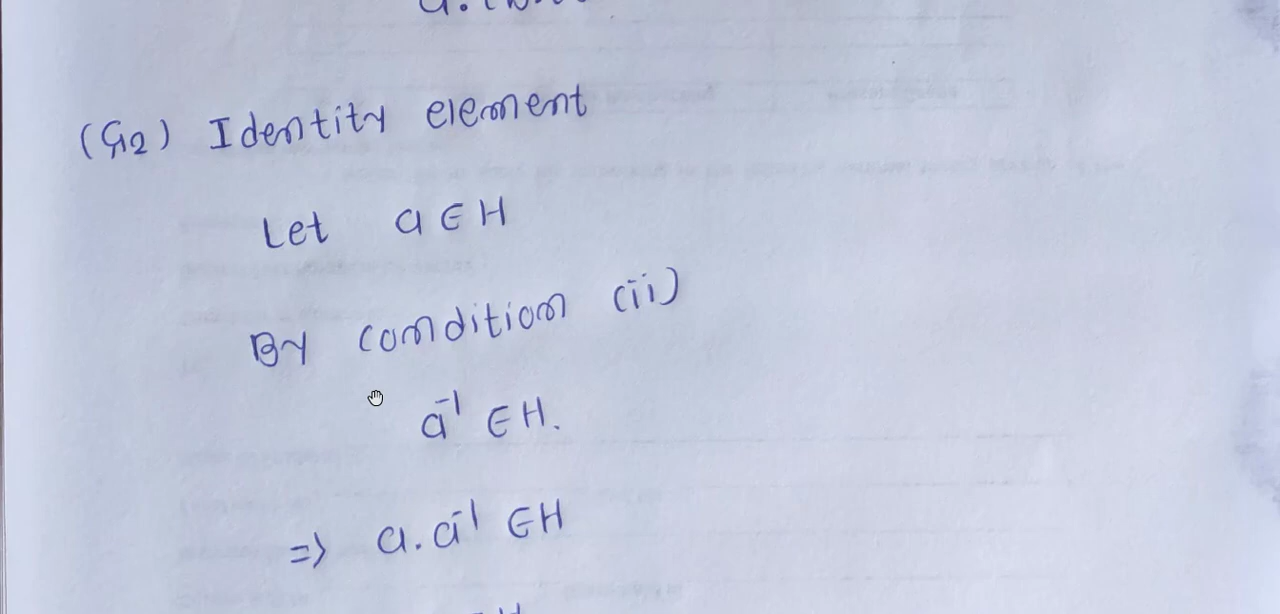 (G2) Identity element
Let a ∈ H
By condition (ii)
a⁻¹ ∈ H.
=> a.a⁻¹ ∈ H